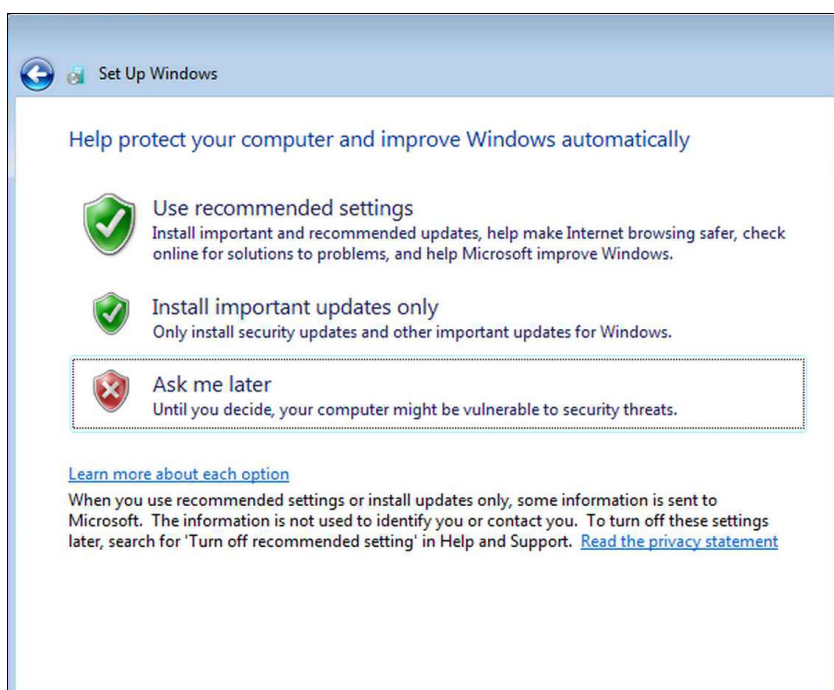 Set Up Windows
Help protect your computer and improve Windows automatically
Use recommended settings
Install important and recommended updates, help make Internet browsing safer, check
online for solutions to problems, and help Microsoft improve Windows.
Install important updates only
Only install security updates and other important updates for Windows.
Ask me later
Until you decide, your computer might be vulnerable to security threats.
Learn more about each option
When you use recommended settings or install updates only, some information is sent to
Microsoft.  The information is not used to identify you or contact you.  To turn off these settings
later, search for 'Turn off recommended setting' in Help and Support.  Read the privacy statement